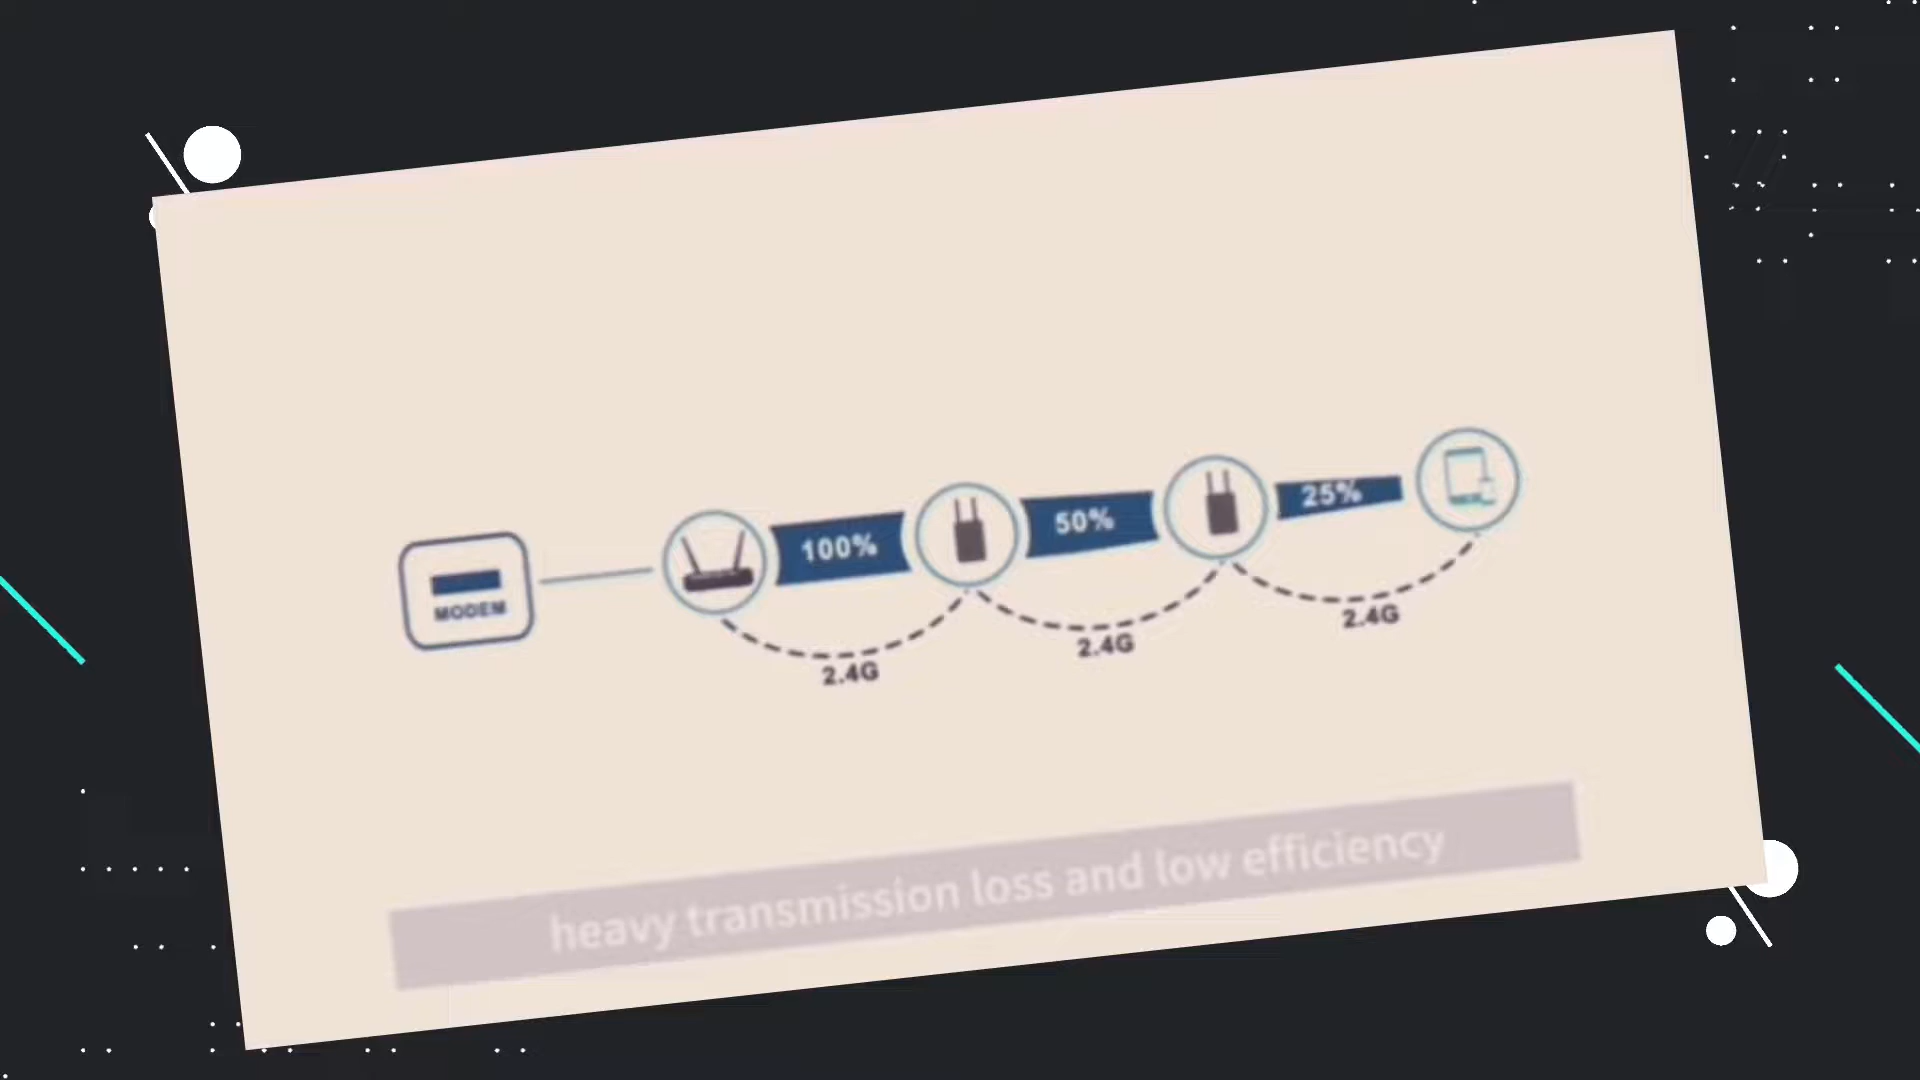 MODEM
100%
50%
25%
2.4G
2.4G
2.4G
heavy transmission loss and low efficiency